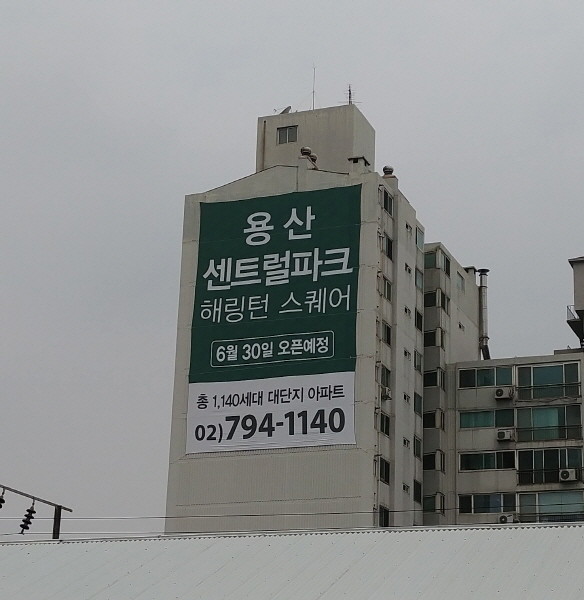 용산
센트럴파크
해링턴 스퀘어
6월 30일 오픈예정
총 1,140세대 대단지 아파트
02)794-1140